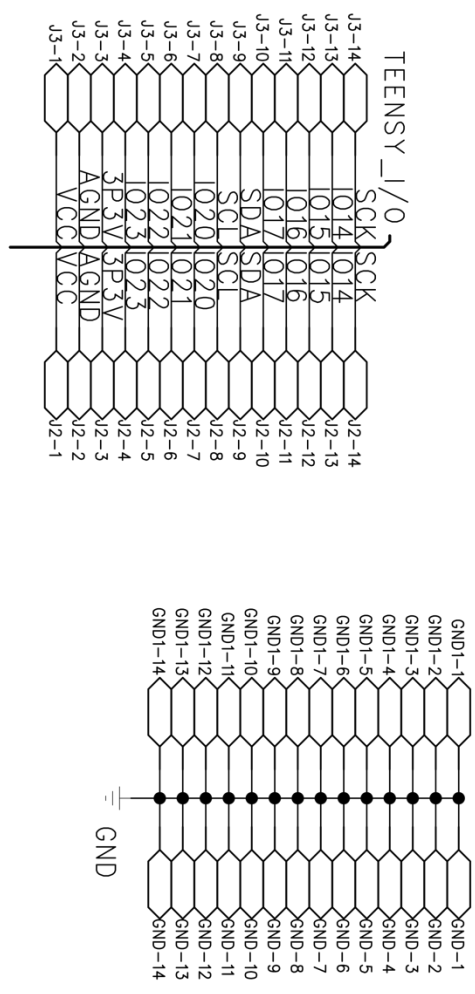 TEENSY_I/O
J3-14 SCK SCK J2-14
J3-13 IO14 IO14 J2-13
J3-12 IO15 IO15 J2-12
J3-11 IO16 IO16 J2-11
J3-10 IO17 IO17 J2-10
J3-9 SDA SDA J2-9
J3-8 SCL SCL J2-8
J3-7 IO20 IO20 J2-7
J3-6 IO21 IO21 J2-6
J3-5 IO22 IO22 J2-5
J3-4 IO23 IO23 J2-4
J3-3 3P3V 3P3V J2-3
J3-2 AGND AGND J2-2
J3-1 VCC VCC J2-1
GND1-1 GND-1
GND1-2 GND-2
GND1-3 GND-3
GND1-4 GND-4
GND1-5 GND-5
GND1-6 GND-6
GND1-7 GND-7
GND1-8 GND-8
GND1-9 GND-9
GND1-10 GND-10
GND1-11 GND-11
GND1-12 GND-12
GND1-13 GND-13
GND1-14 GND-14
GND